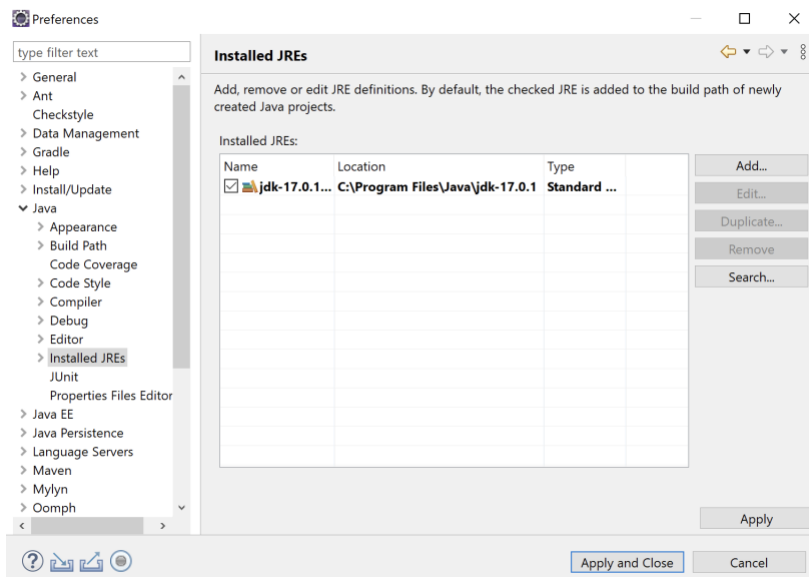 Preferences
type filter text
General
Ant
Checkstyle
Data Management
Gradle
Help
Install/Update
Java
Appearance
Build Path
Code Coverage
Code Style
Compiler
Debug
Editor
Installed JREs
JUnit
Properties Files Editor
Java EE
Java Persistence
Language Servers
Maven
Mylyn
Oomph
Installed JREs
Add, remove or edit JRE definitions. By default, the checked JRE is added to the build path of newly
created Java projects.
Installed JREs:
Name Location Type
jdk-17.0.1... C:\Program Files\Java\jdk-17.0.1 Standard ...
Add...
Edit...
Duplicate...
Remove
Search...
Apply
? Apply and Close Cancel